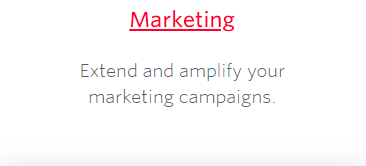 Marketing
Extend and amplify your
marketing campaigns.